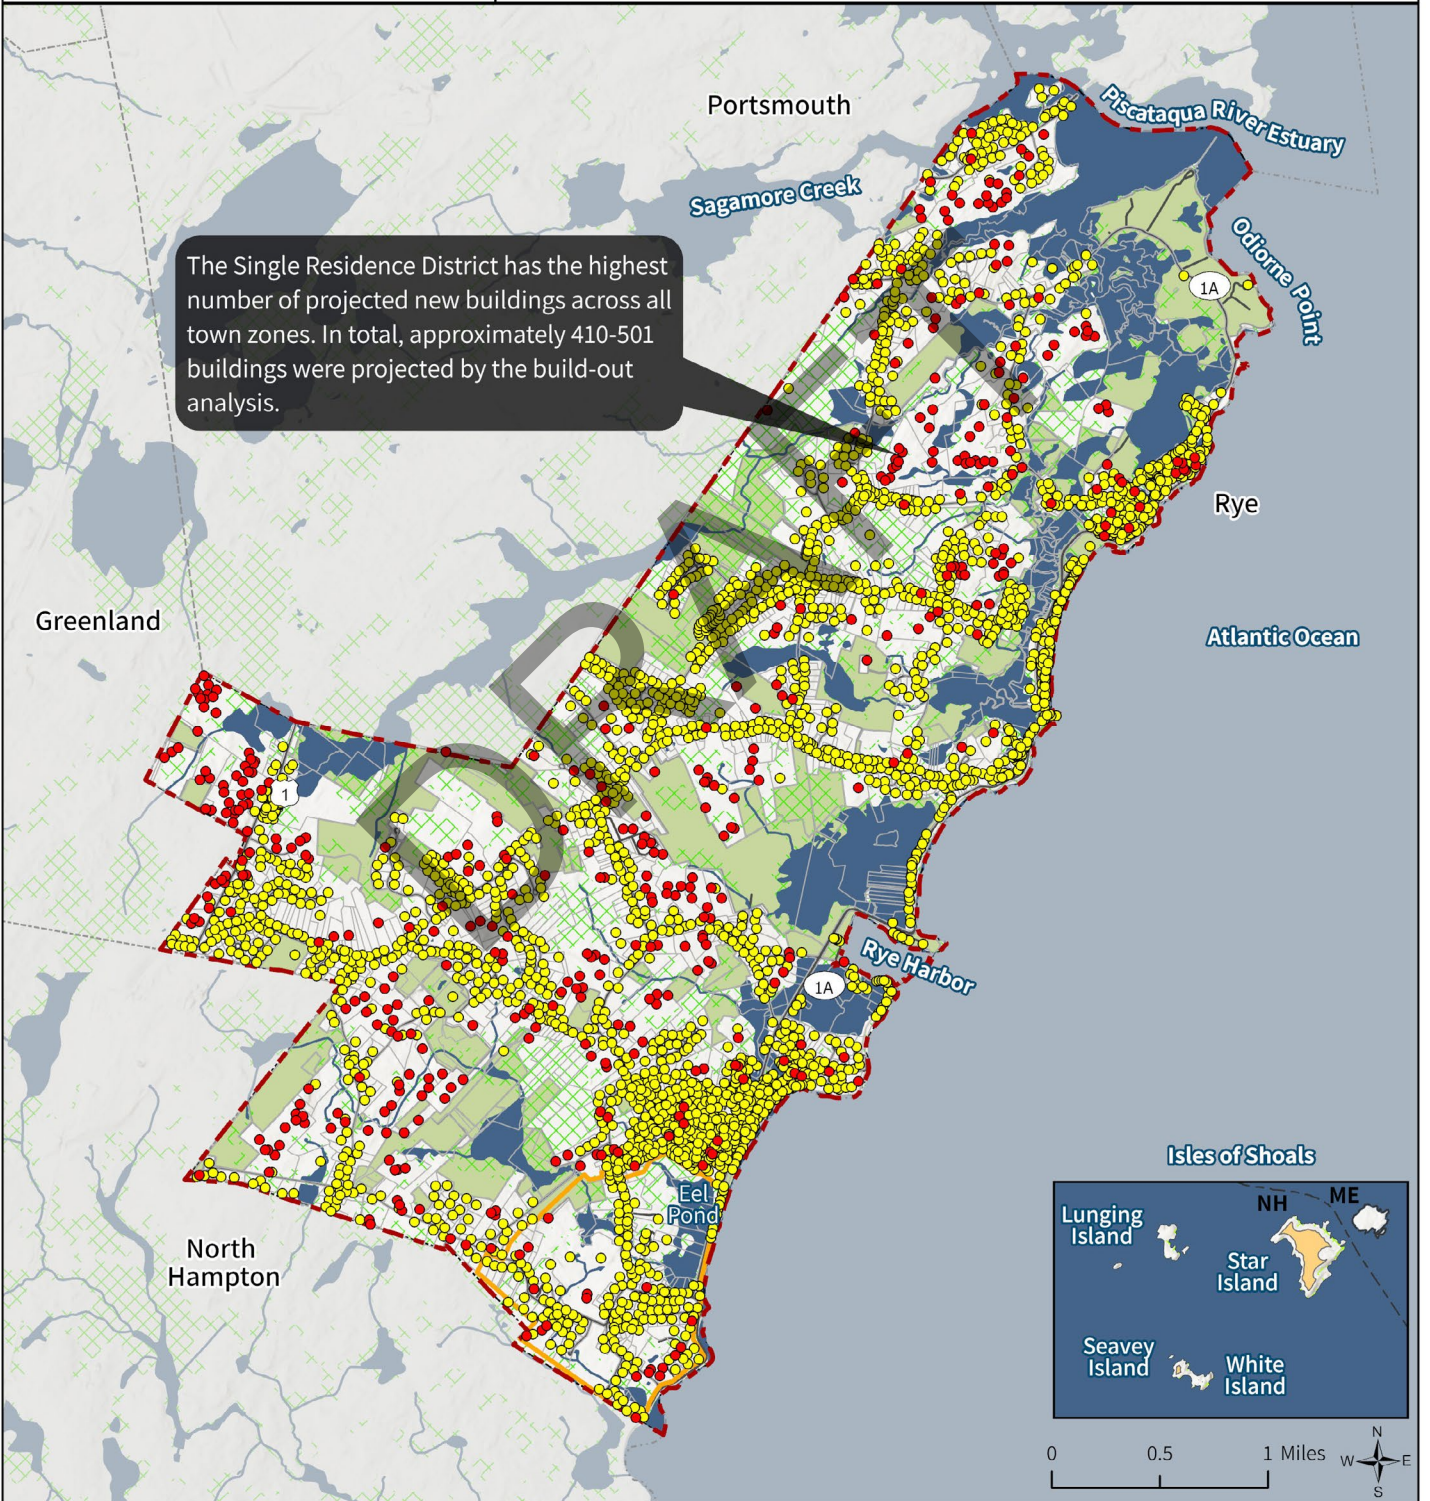 Portsmouth
Piscataqua River Estuary
Sagamore Creek
Odiorne Point
1A
The Single Residence District has the highest
number of projected new buildings across all
town zones. In total, approximately 410-501
buildings were projected by the build-out
analysis.
Rye
Greenland
Atlantic Ocean
DRAFT
1
Rye Harbor
1A
Eel
Pond
North
Hampton
Isles of Shoals
NH
ME
Lunging
Island
Star
Island
Seavey
Island
White
Island
0 0.5 1 Miles
N
W E
S